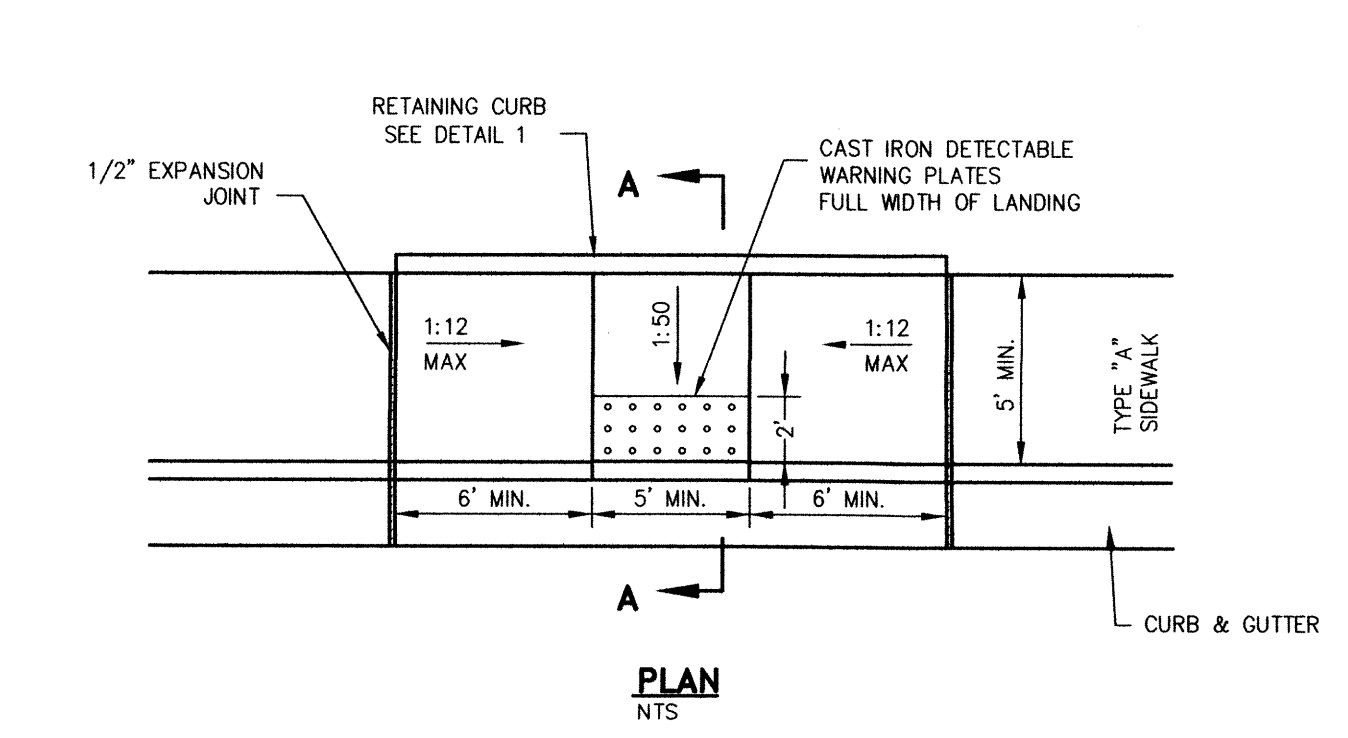 RETAINING CURB
SEE DETAIL 1
1/2" EXPANSION
JOINT
A
CAST IRON DETECTABLE
WARNING PLATES
FULL WIDTH OF LANDING
1:12
MAX
1:50
1:12
MAX
2'
5' MIN.
TYPE "A"
SIDEWALK
6' MIN.
5' MIN.
6' MIN.
A
CURB & GUTTER
PLAN
NTS